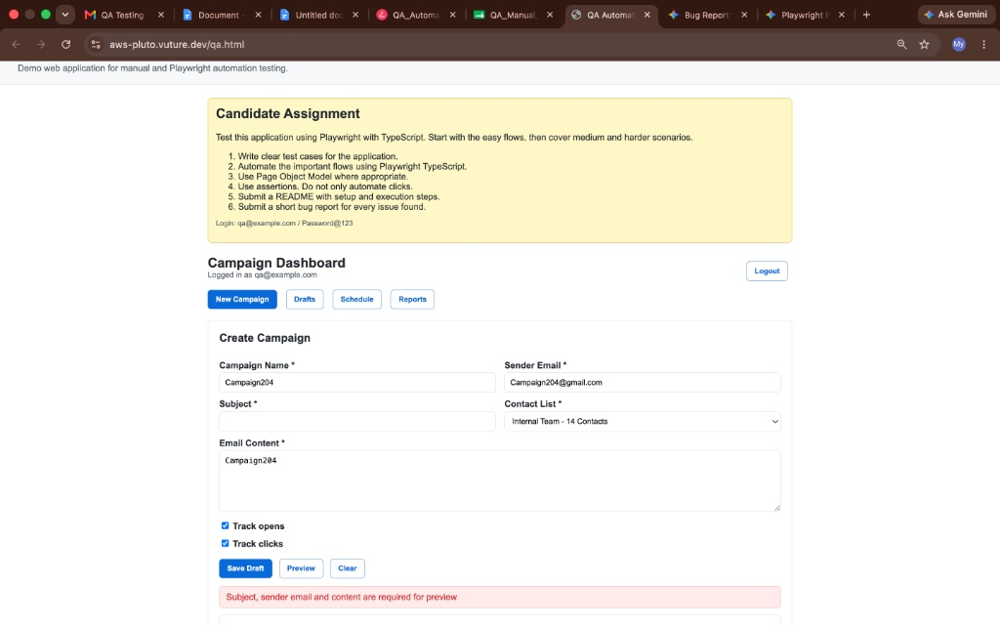 QA Testing
Document
Untitled doc
QA_Automa
QA_Manual
QA Automat
Bug Report
Playwright
Ask Gemini
aws-pluto.vuture.dev/qa.html
My
Demo web application for manual and Playwright automation testing.
Candidate Assignment
Test this application using Playwright with TypeScript. Start with the easy flows, then cover medium and harder scenarios.
1. Write clear test cases for the application.
2. Automate the important flows using Playwright TypeScript.
3. Use Page Object Model where appropriate.
4. Use assertions. Do not only automate clicks.
5. Submit a README with setup and execution steps.
6. Submit a short bug report for every issue found.
Login: qa@example.com / Password@123
Campaign Dashboard
Logged in as qa@example.com
Logout
New Campaign Drafts Schedule Reports
Create Campaign
Campaign Name * Sender Email *
Campaign204 Campaign204@gmail.com
Subject * Contact List *
Internal Team - 14 Contacts
Email Content *
Campaign204
Track opens
Track clicks
Save Draft Preview Clear
Subject, sender email and content are required for preview